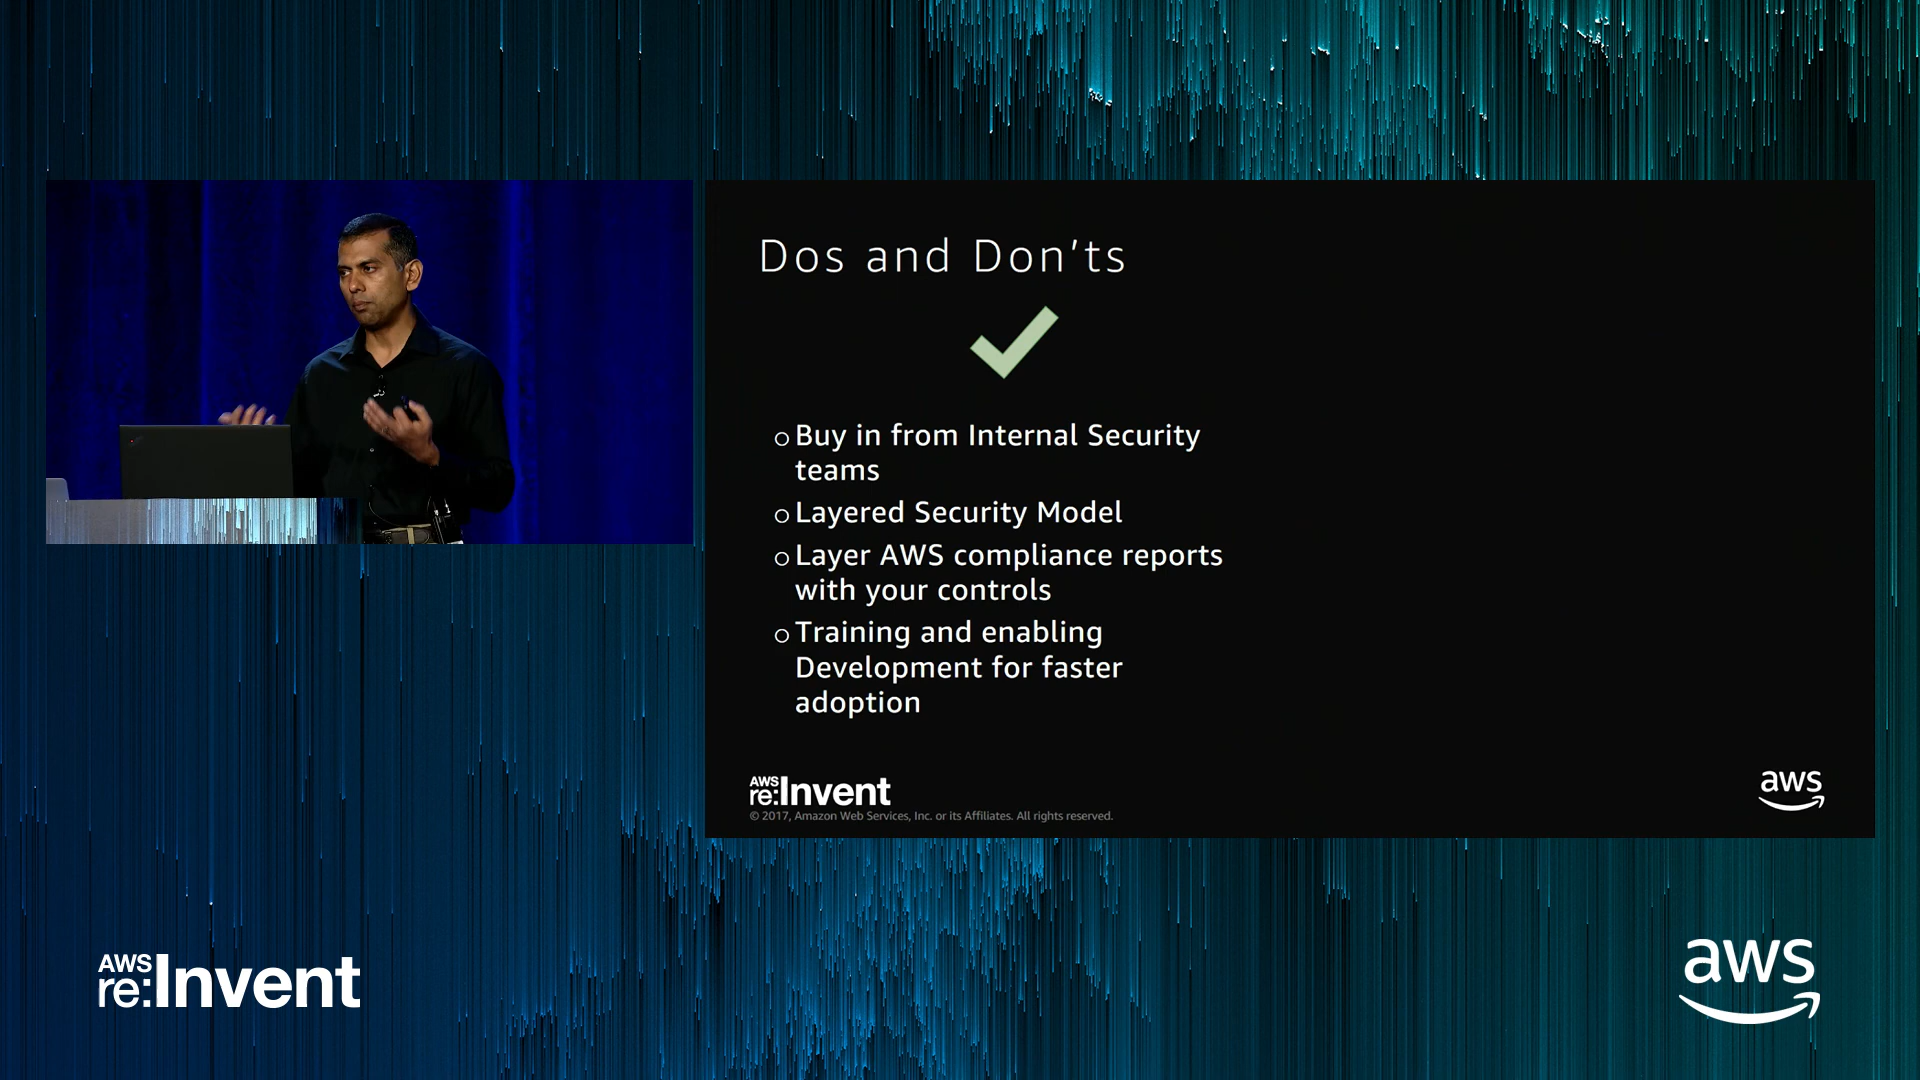 Dos and Don'ts
Buy in from Internal Security
teams
Layered Security Model
Layer AWS compliance reports
with your controls
Training and enabling
Development for faster
adoption
AWS
re:Invent
© 2017, Amazon Web Services, Inc. or its Affiliates. All rights reserved.
aws
AWS
re:Invent
aws